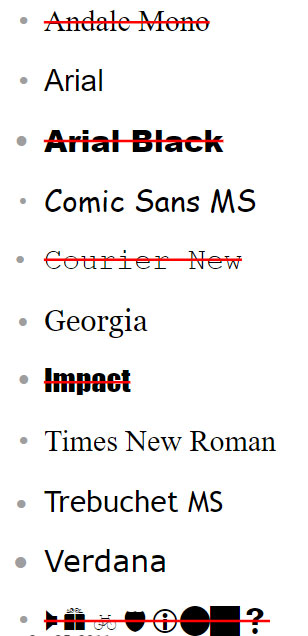 Andale Mono
Arial
Arial Black
Comic Sans MS
Courier New
Georgia
Impact
Times New Roman
Trebuchet MS
Verdana